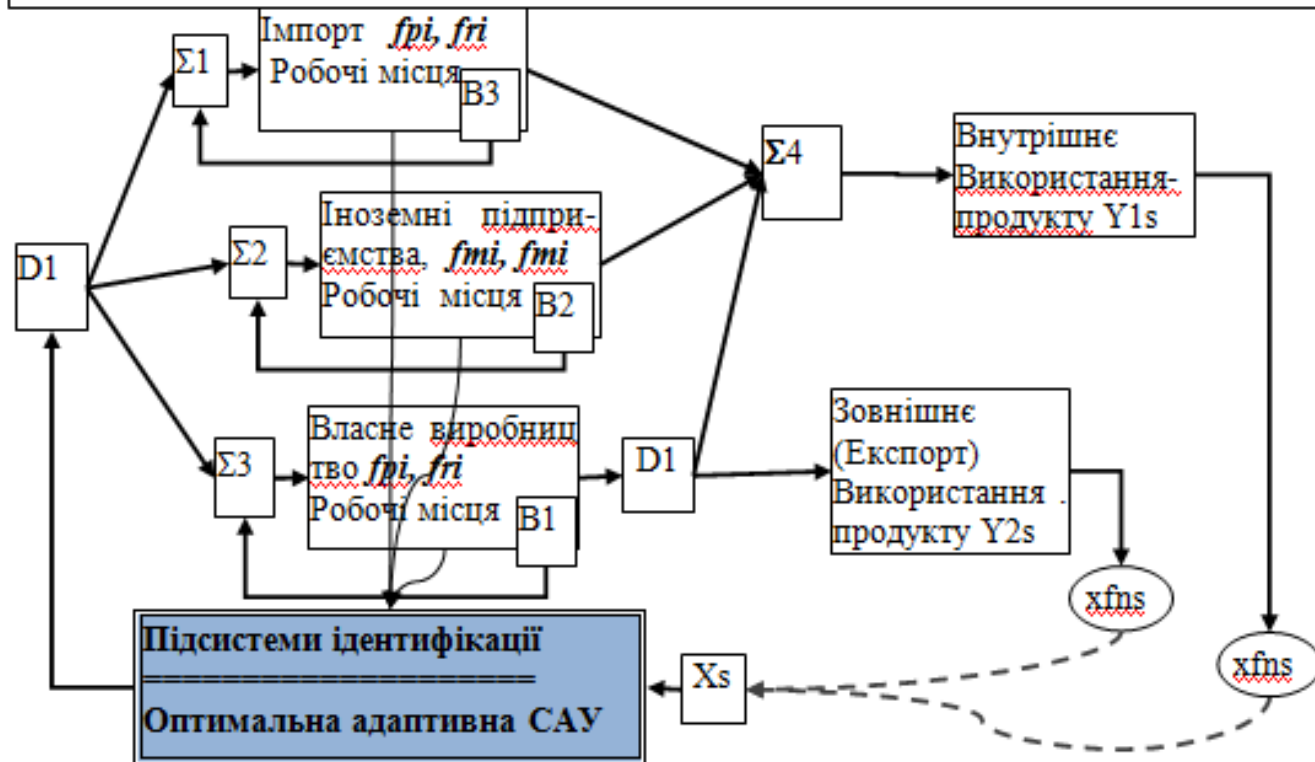 Імпорт fpi, fri
Робочі місця
B3
Σ1
Σ4
Внутрішнє
Використання-
продукту Y1s
Іноземні підпри-
ємства, fmi, fmi
Робочі місця
B2
Σ2
D1
Власне виробниц
тво fpi, fri
Робочі місця
B1
Σ3
D1
Зовнішнє
(Експорт)
Використання .
продукту Y2s
xfns
xfns
Xs
Підсистеми ідентифікації
=====================
Оптимальна адаптивна САУ